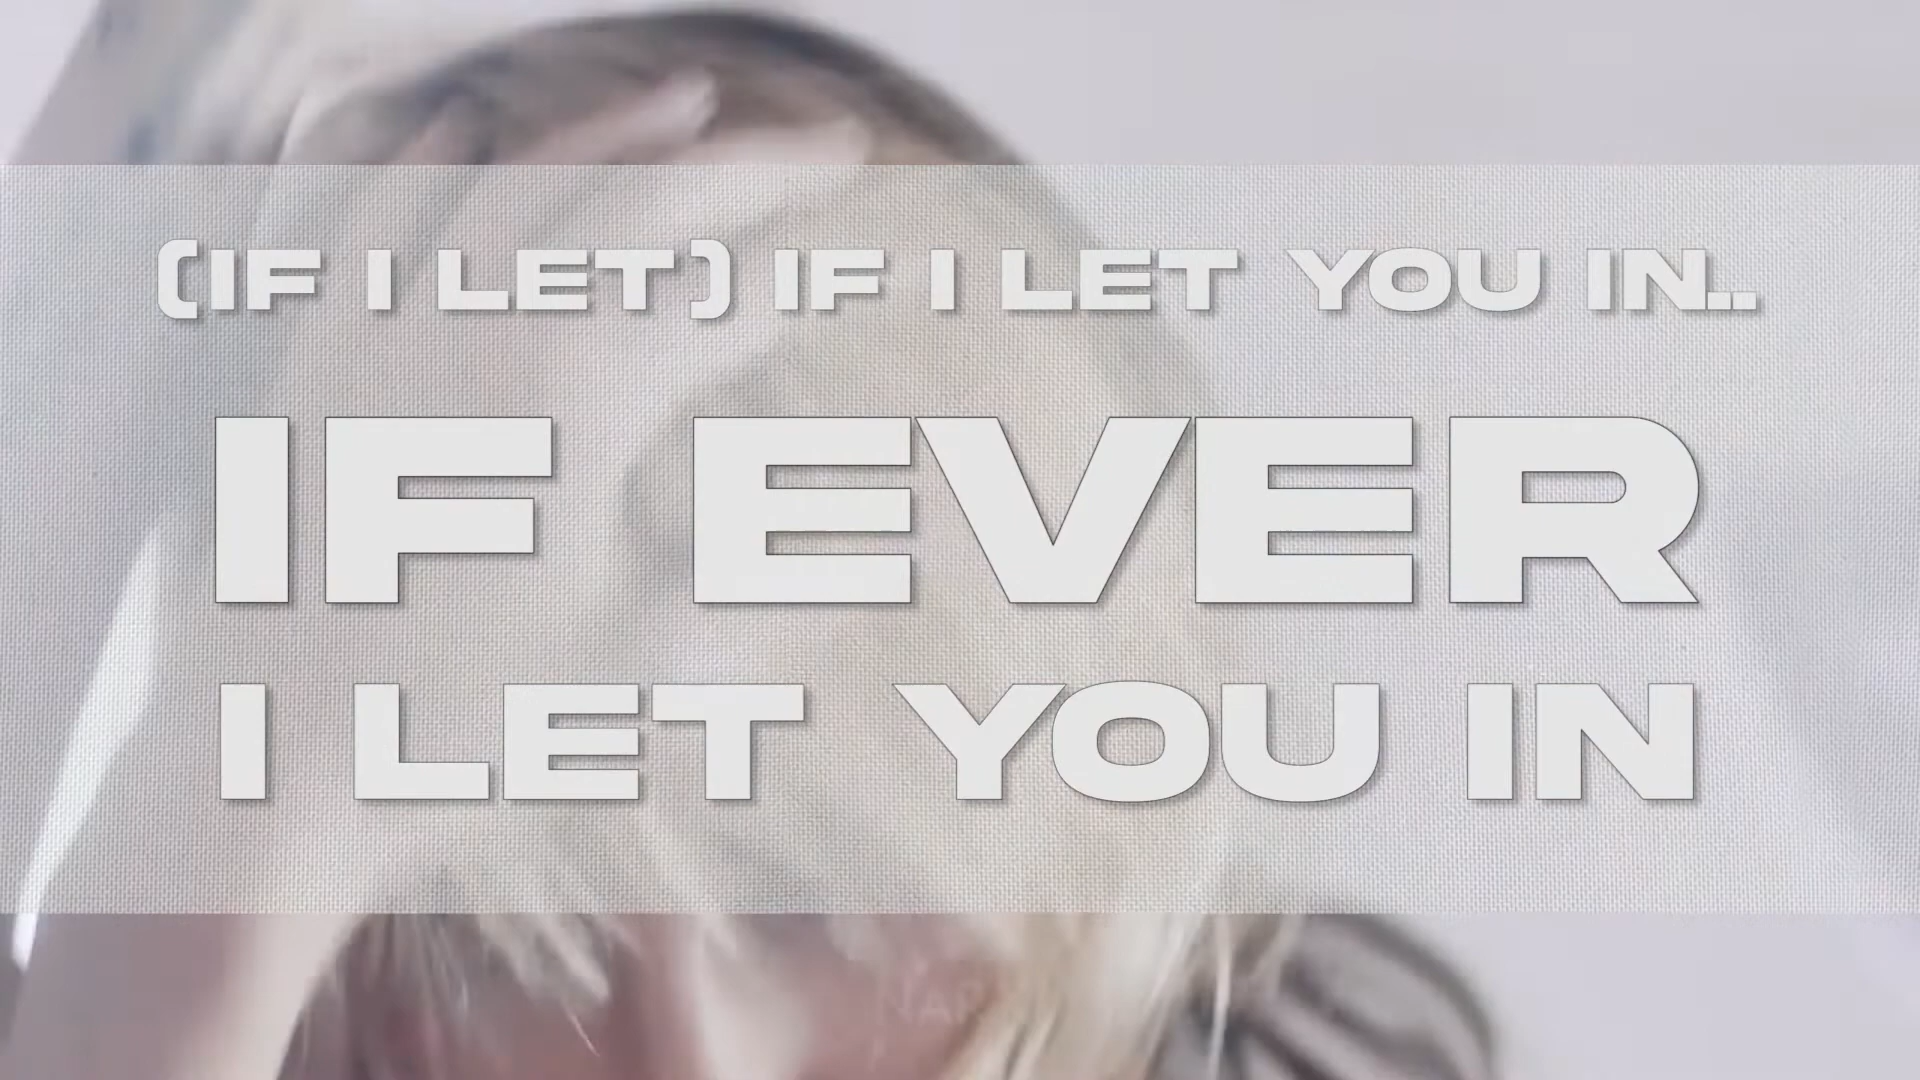 (IF I LET) IF I LET YOU IN..
IF EVER
I LET YOU IN